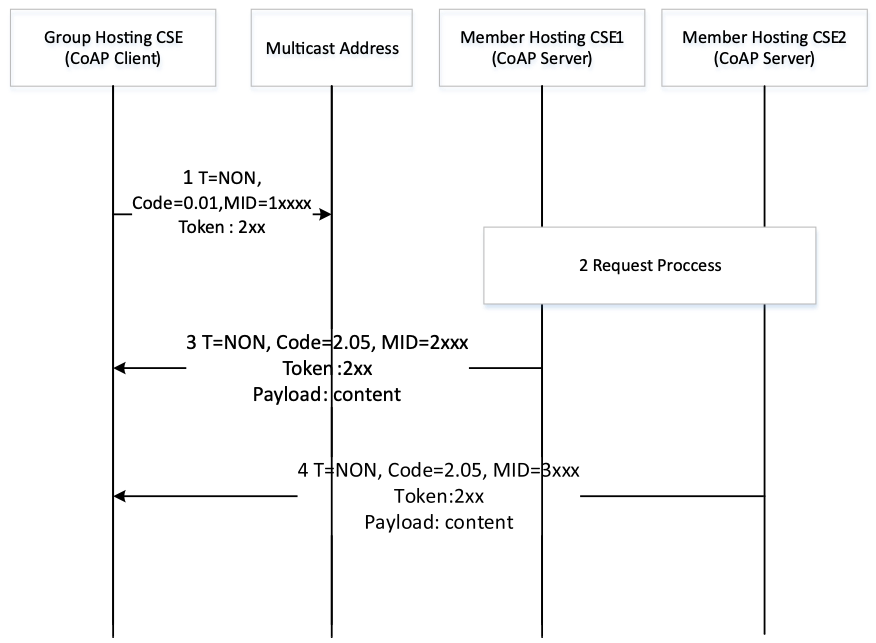 Group Hosting CSE
(CoAP Client)
Multicast Address
Member Hosting CSE1
(CoAP Server)
Member Hosting CSE2
(CoAP Server)
1 T=NON,
Code=0.01,MID=1xxxx
Token : 2xx
2 Request Proccess
3 T=NON, Code=2.05, MID=2xxx
Token :2xx
Payload: content
4 T=NON, Code=2.05, MID=3xxx
Token:2xx
Payload: content